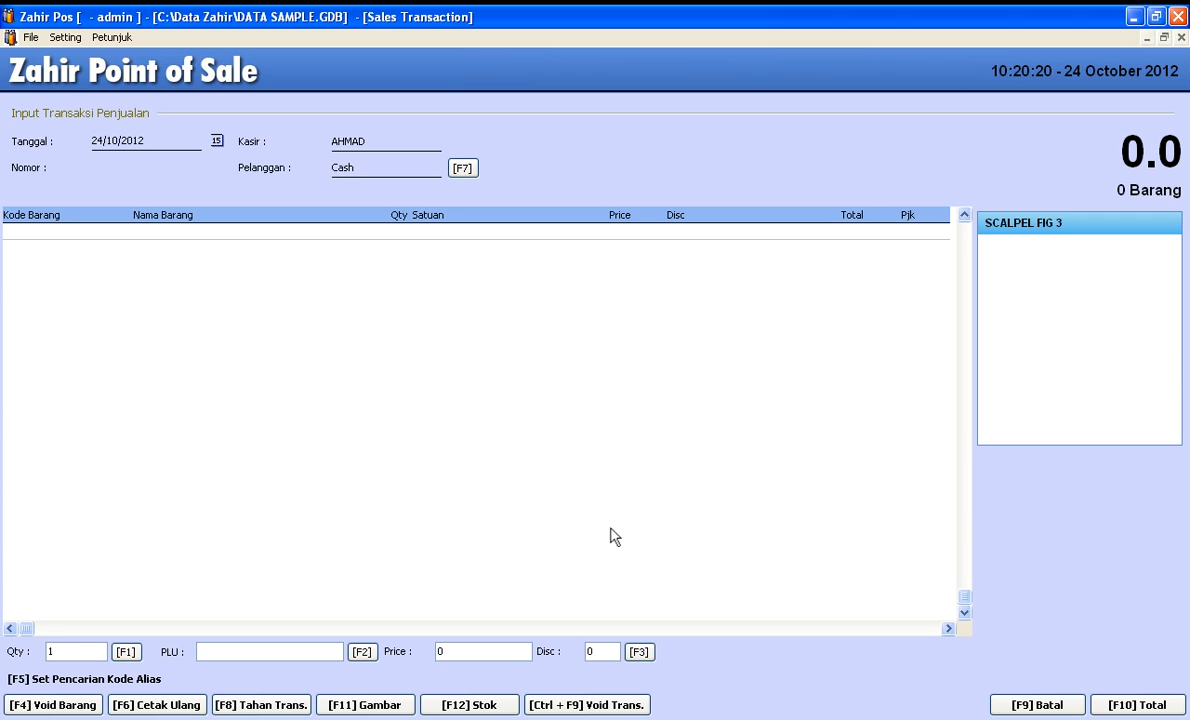 Zahir Pos [ - admin ] - [C:\Data Zahir\DATA SAMPLE.GDB] - [Sales Transaction]
File Setting Petunjuk
Zahir Point of Sale 10:20:20 - 24 October 2012
Input Transaksi Penjualan
Tanggal : 24/10/2012 15 Kasir : AHMAD 0.0
Nomor : Pelanggan : Cash [F7]
0 Barang
Kode Barang Nama Barang Qty Satuan Price Disc Total Pjk
SCALPEL FIG 3
Qty : 1 [F1] PLU : [F2] Price : 0 Disc : 0 [F3]
[F5] Set Pencarian Kode Alias
[F4] Void Barang [F6] Cetak Ulang [F8] Tahan Trans. [F11] Gambar [F12] Stok [Ctrl + F9] Void Trans. [F9] Batal [F10] Total